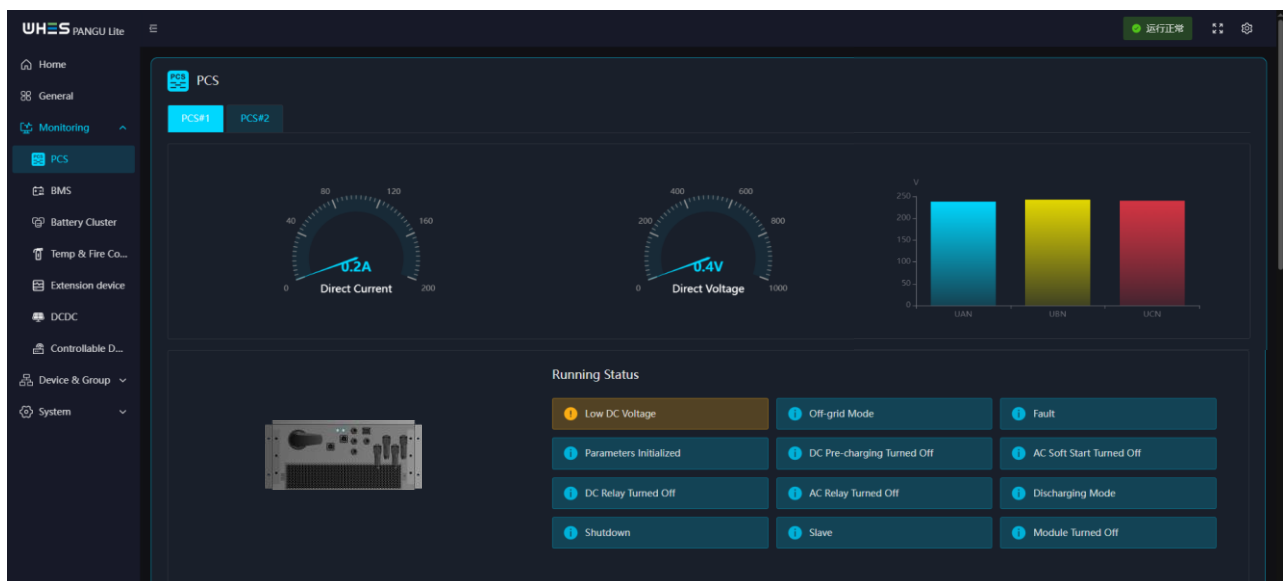 WHES PANGU Lite
运行正常
Home
General
Monitoring
PCS
BMS
Battery Cluster
Temp & Fire Co...
Extension device
DCDC
Controllable D...
Device & Group
System
PCS PCS
PCS#1 PCS#2
0 40 80 120 160 200
0.2A
Direct Current
0 200 400 600 800 1000
0.4V
Direct Voltage
V
250
200
150
100
50
0
UAN UBN UCN
Running Status
Low DC Voltage Off-grid Mode Fault
Parameters Initialized DC Pre-charging Turned Off AC Soft Start Turned Off
DC Relay Turned Off AC Relay Turned Off Discharging Mode
Shutdown Slave Module Turned Off